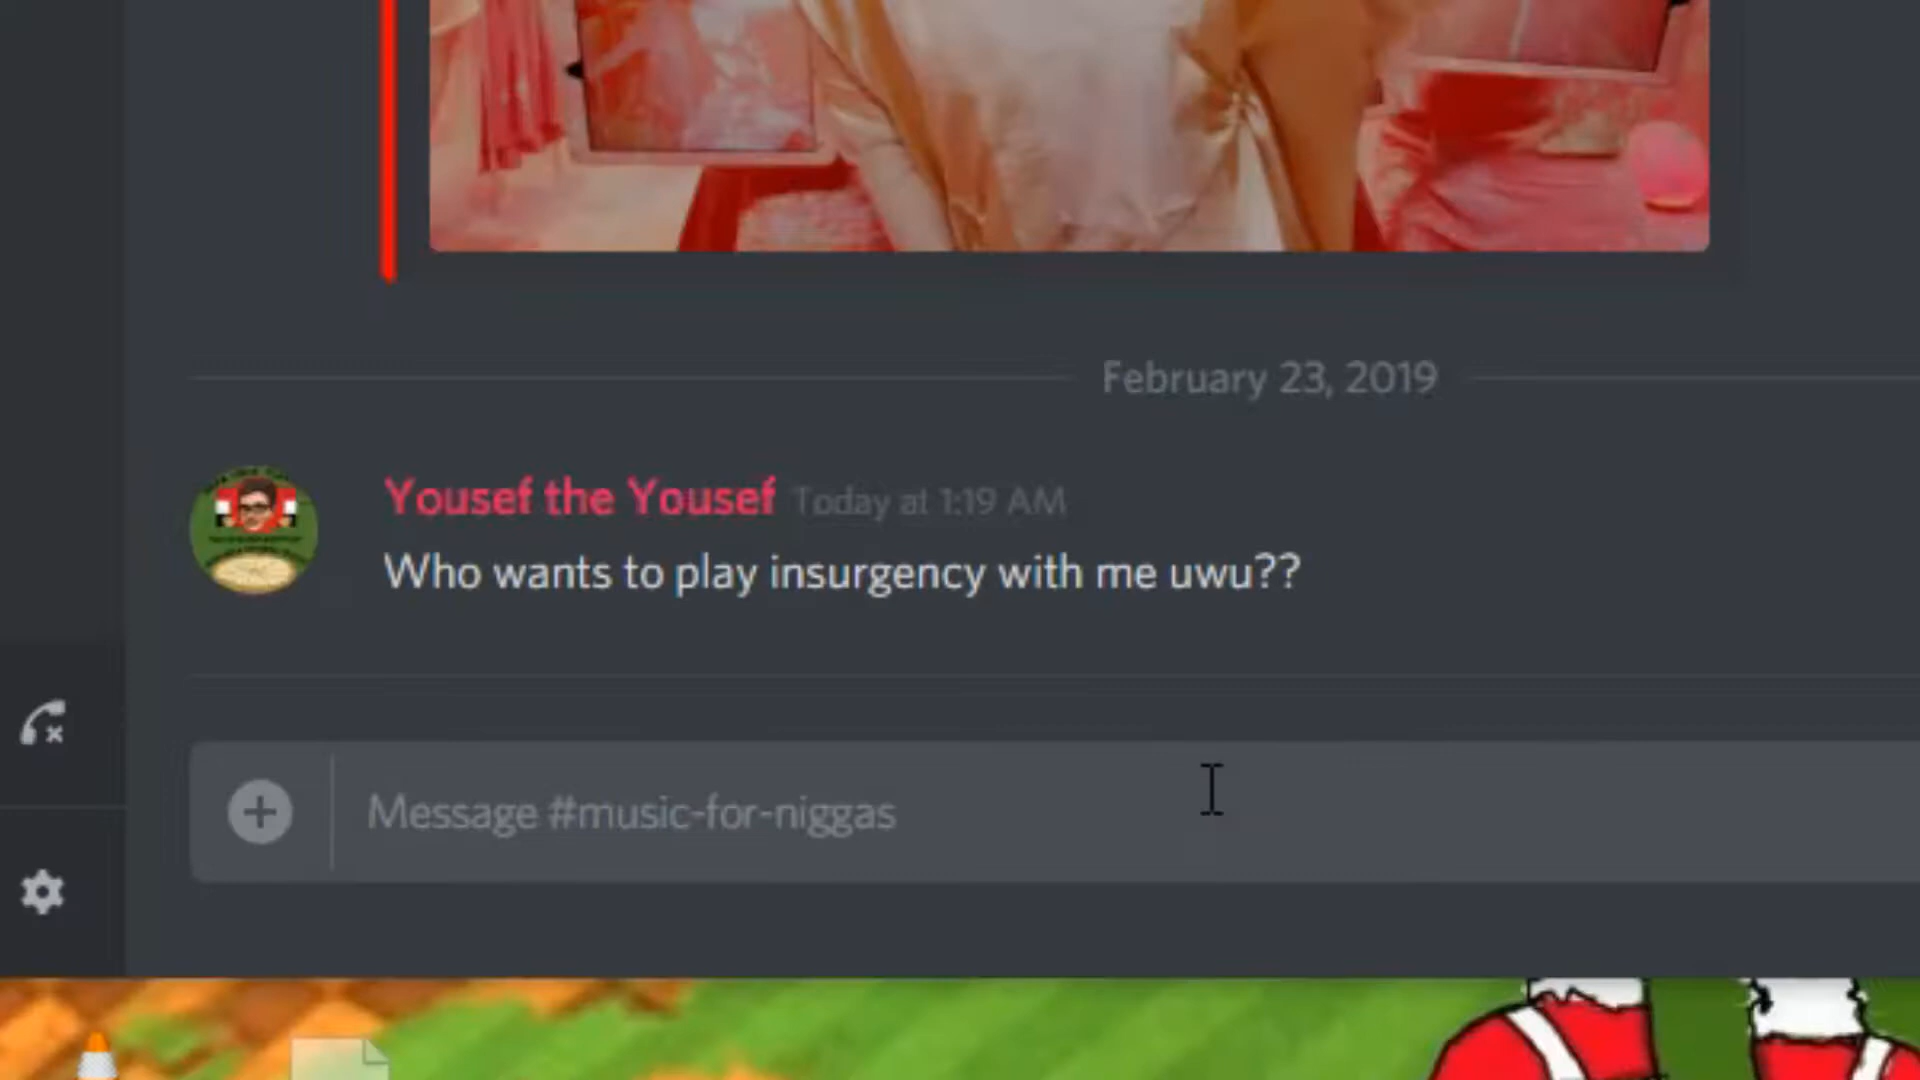 February 23, 2019
Yousef the Yousef Today at 1:19 AM
Who wants to play insurgency with me uwu??
Message #music-for-niggas